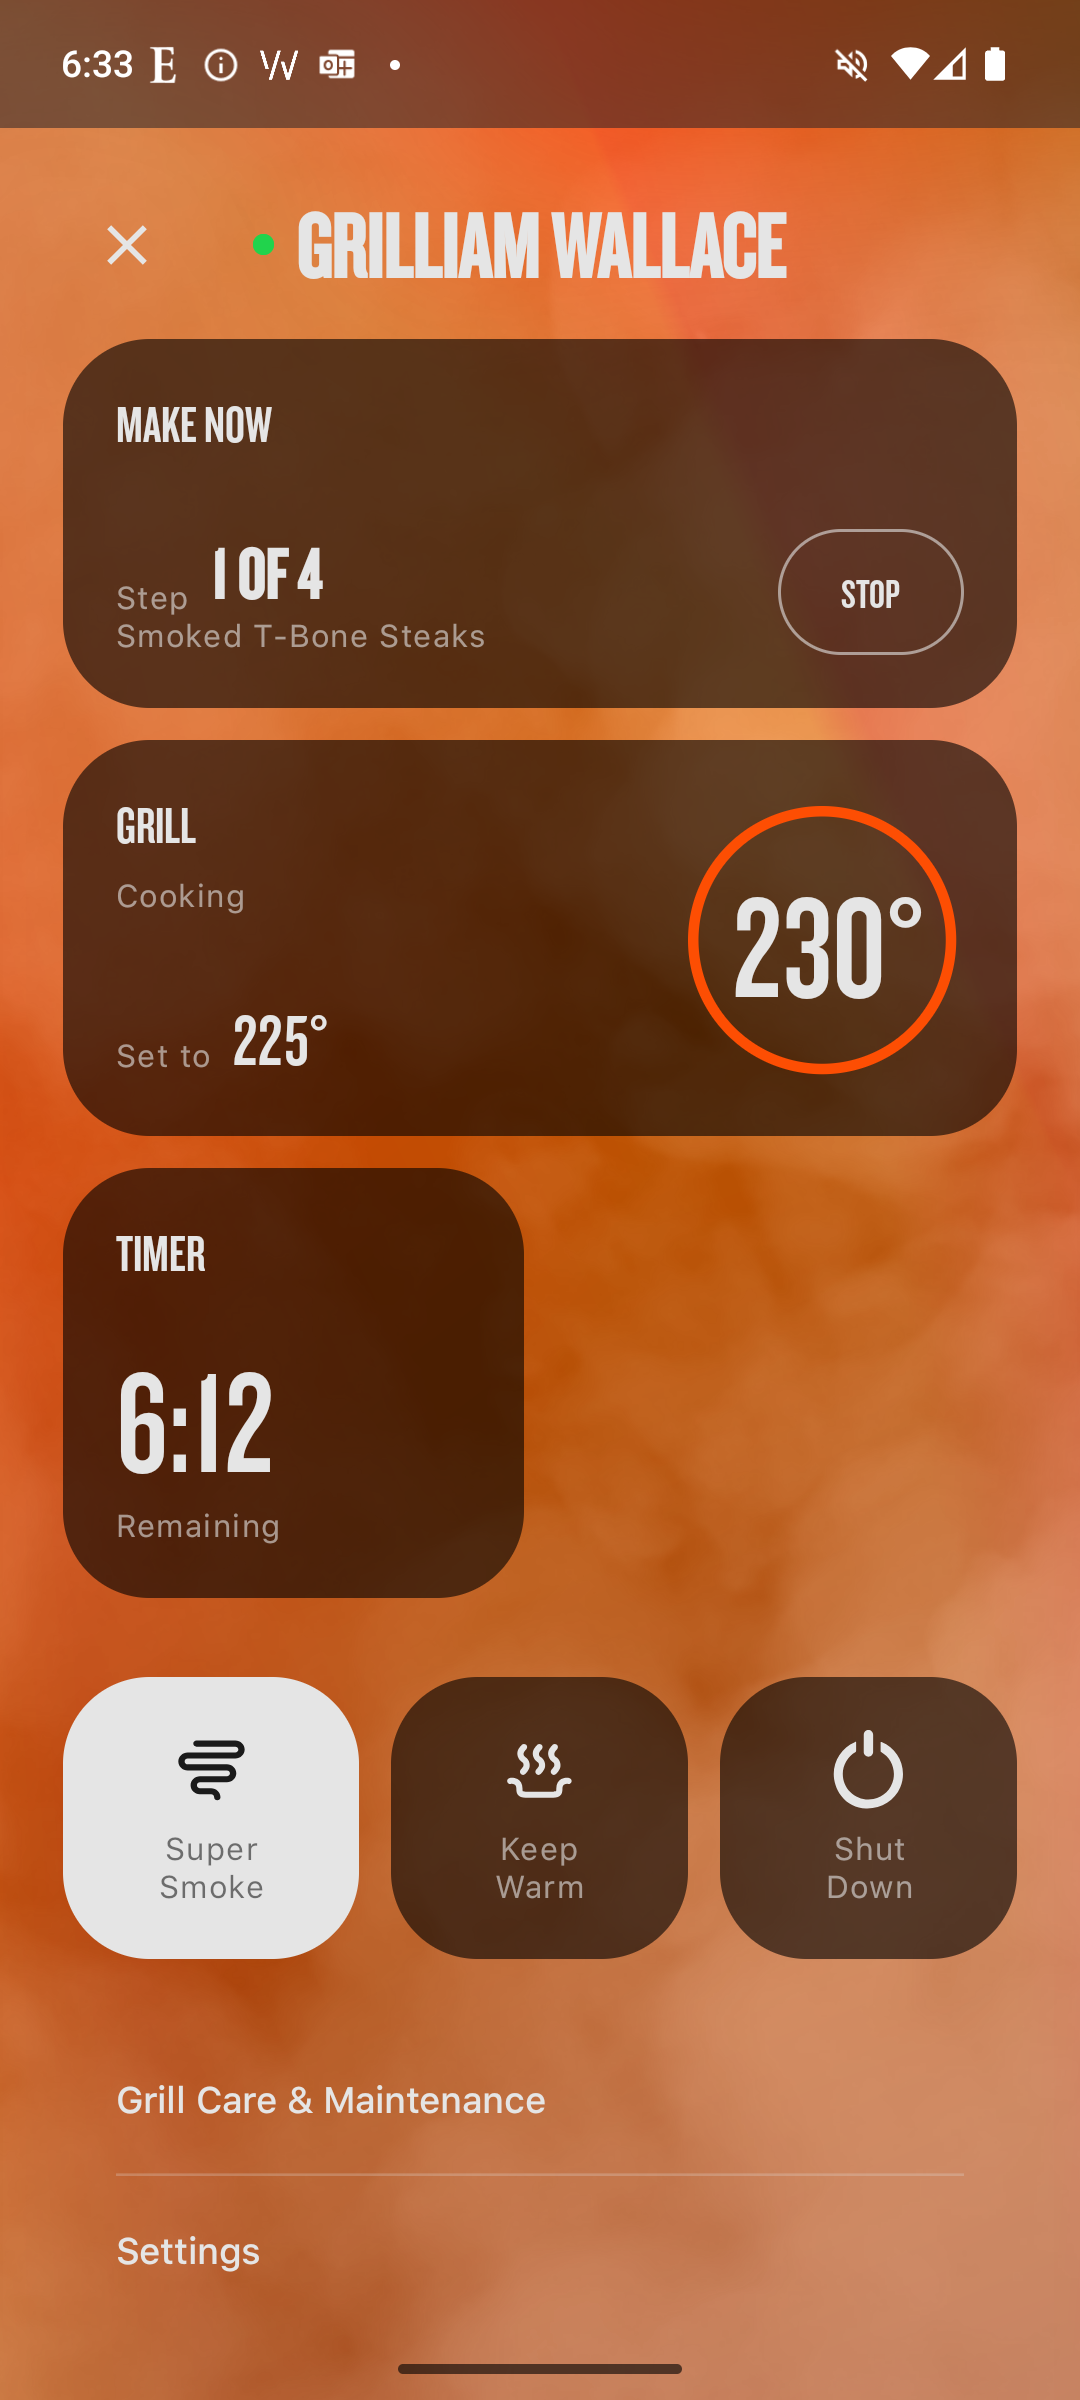 6:33 E
GRILLIAM WALLACE
MAKE NOW
Step 1 OF 4
Smoked T-Bone Steaks
STOP
GRILL
Cooking
230°
Set to 225°
TIMER
6:12
Remaining
Super
Smoke
Keep
Warm
Shut
Down
Grill Care & Maintenance
Settings